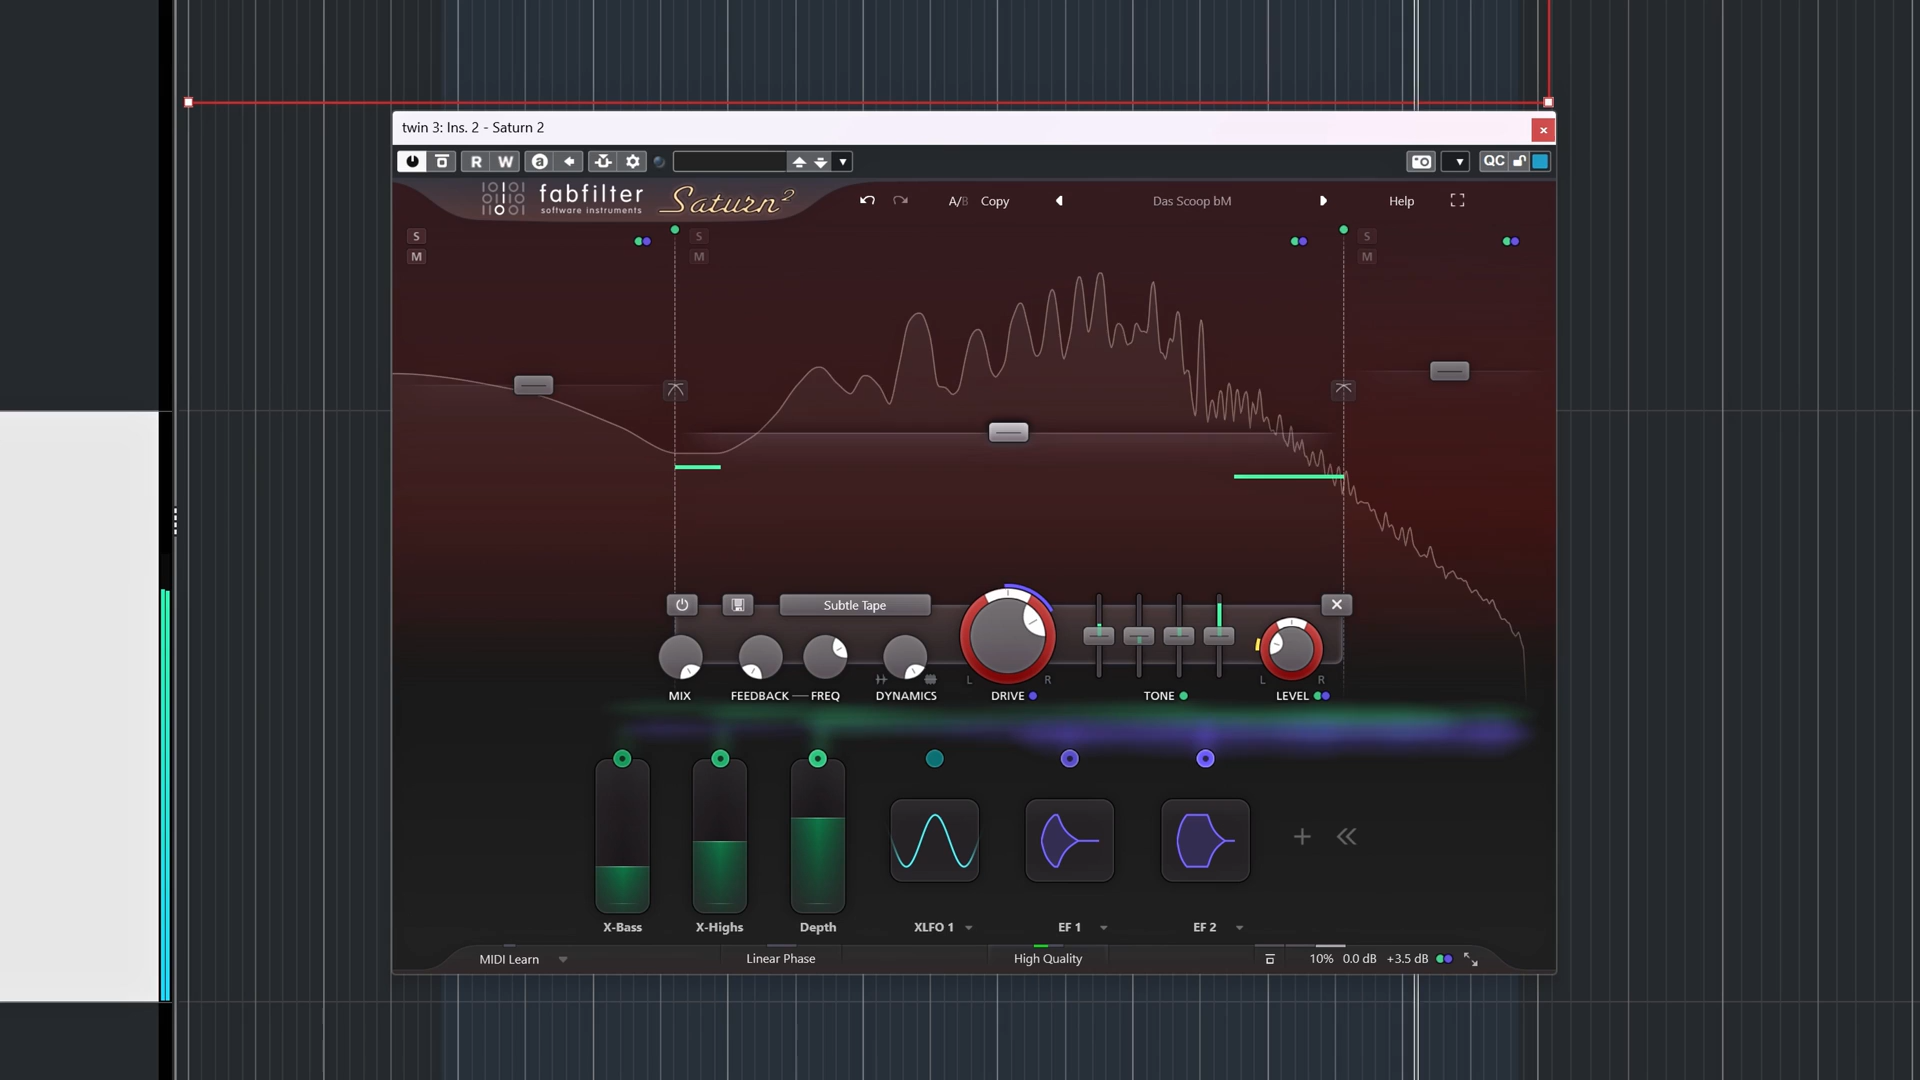 twin 3: Ins. 2 - Saturn 2
R W a QC
fabfilter
software instruments
Saturn 2
A/B Copy
Das Scoop bM
Help
S S S
M M M
Subtle Tape
L R L R
MIX FEEDBACK FREQ DYNAMICS DRIVE TONE LEVEL
X-Bass X-Highs Depth XLFO 1 EF 1 EF 2
MIDI Learn Linear Phase High Quality 10% 0.0 dB +3.5 dB